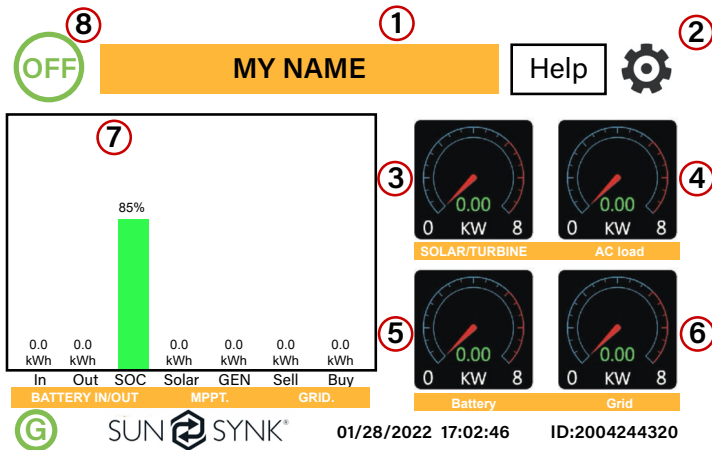 8
1
2
OFF
MY NAME
Help
7
85%
0.0 0.0 0.0 0.0 0.0 0.0
kWh kWh kWh kWh kWh kWh
In Out SOC Solar GEN Sell Buy
BATTERY IN/OUT MPPT. GRID.
3
0.00
0 KW 8
SOLAR/TURBINE
4
0.00
0 KW 8
AC load
5
0.00
0 KW 8
Battery
6
0.00
0 KW 8
Grid
G
SUN SYNK®
01/28/2022 17:02:46
ID:2004244320